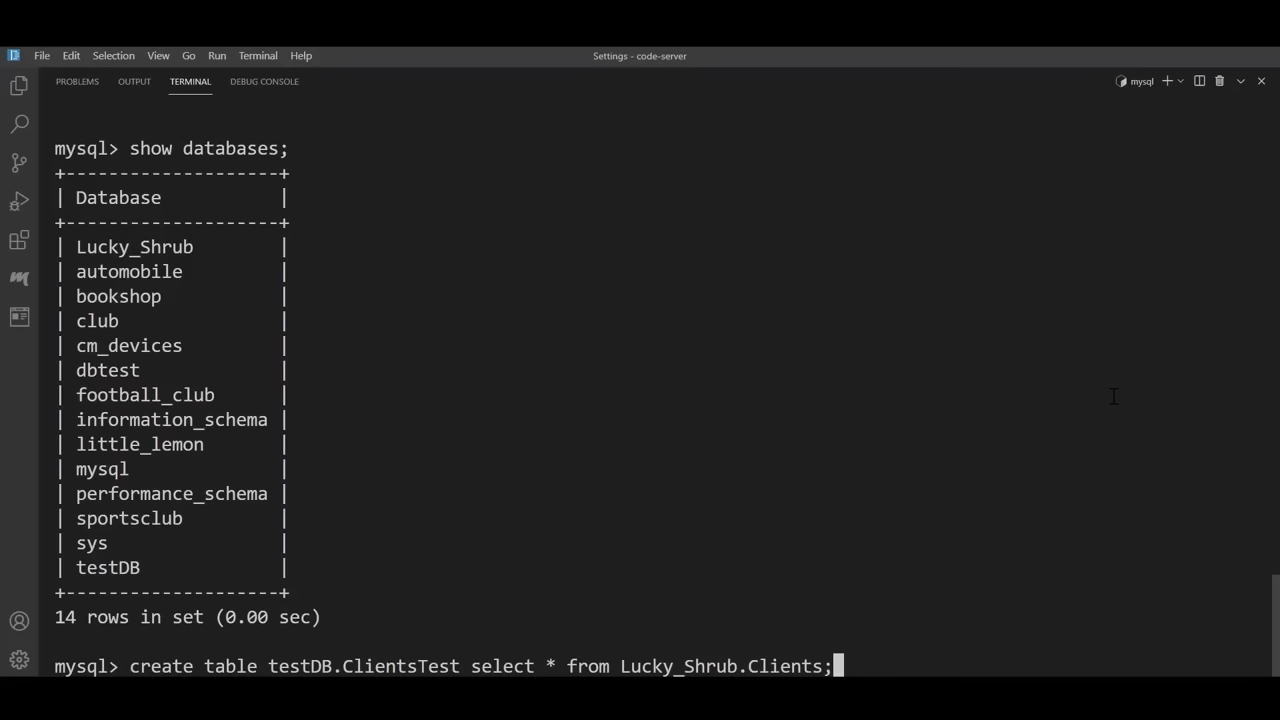 File Edit Selection View Go Run Terminal Help Settings - code-server
PROBLEMS OUTPUT TERMINAL DEBUG CONSOLE mysql
mysql> show databases;
+--------------------+
| Database           |
+--------------------+
| Lucky_Shrub        |
| automobile         |
| bookshop           |
| club               |
| cm_devices         |
| dbtest             |
| football_club      |
| information_schema |
| little_lemon       |
| mysql              |
| performance_schema |
| sportsclub         |
| sys                |
| testDB             |
+--------------------+
14 rows in set (0.00 sec)
mysql> create table testDB.ClientsTest select * from Lucky_Shrub.Clients;